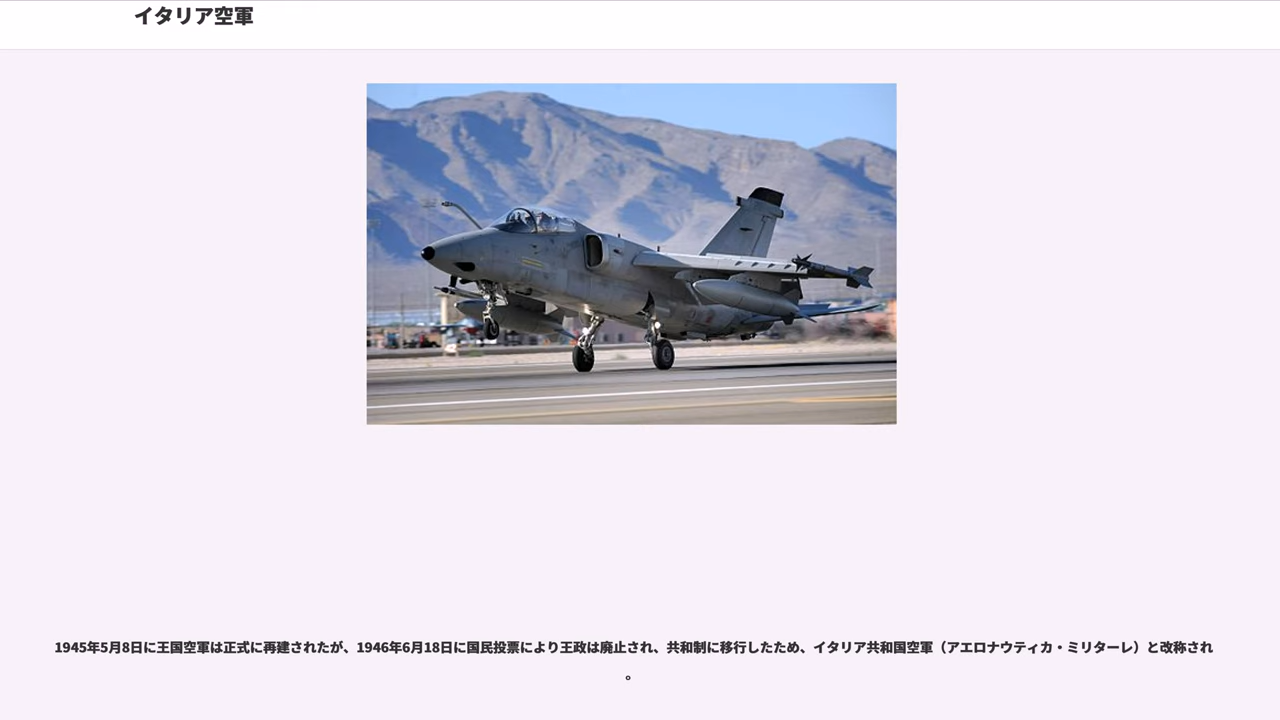 イタリア空軍
1945年5月8日に王国空軍は正式に再建されたが、1946年6月18日に国民投票により王政は廃止され、共和制に移行したため、イタリア共和国空軍（アエロナウティカ・ミリターレ）と改称され
。